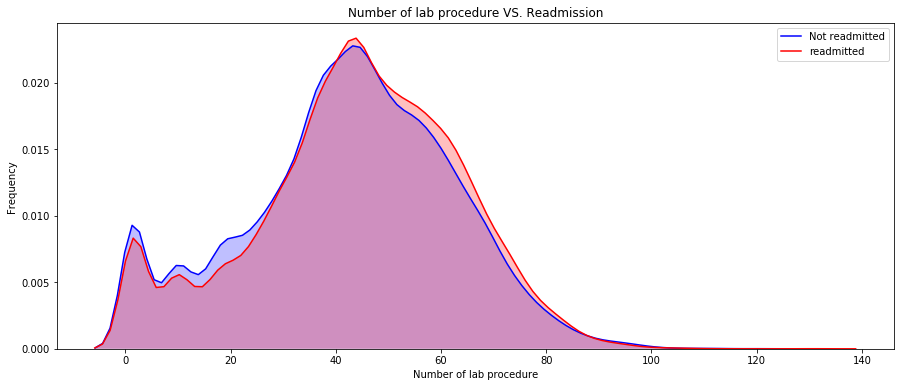 Number of lab procedure VS. Readmission
Not readmitted
readmitted
Frequency
0.020
0.015
0.010
0.005
0.000
0
20
40
60
80
100
120
140
Number of lab procedure